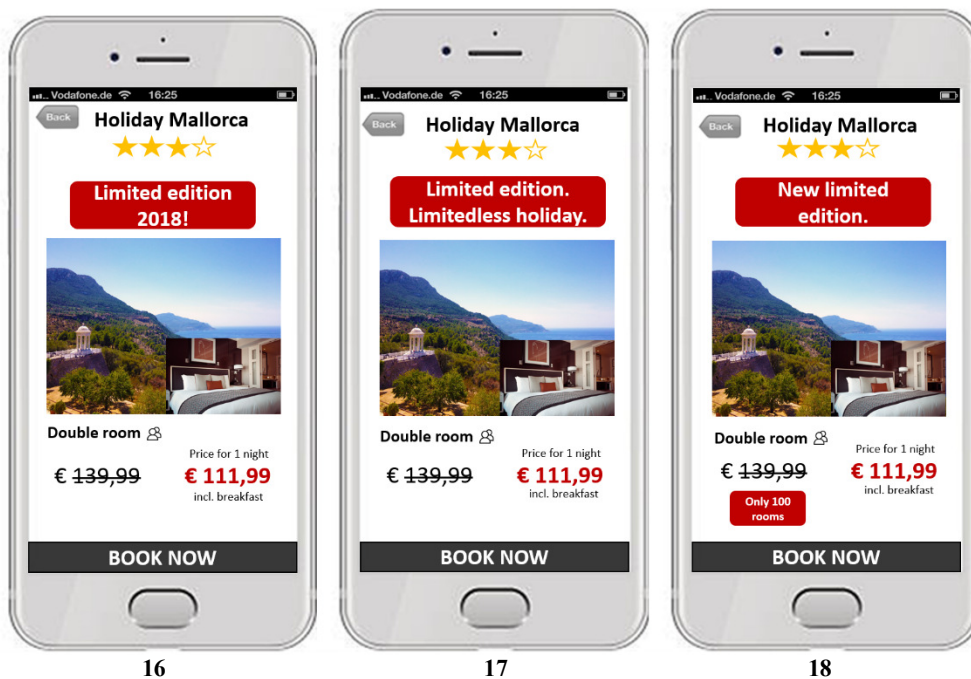 Vodafone.de 16:25
Back
Holiday Mallorca
Limited edition
2018!
Double room
Price for 1 night
€ 139,99
€ 111,99
incl. breakfast
BOOK NOW
16
Vodafone.de 16:25
Back
Holiday Mallorca
Limited edition.
Limitedless holiday.
Double room
Price for 1 night
€ 139,99
€ 111,99
incl. breakfast
BOOK NOW
17
Vodafone.de 16:25
Back
Holiday Mallorca
New limited
edition.
Double room
Price for 1 night
€ 139,99
€ 111,99
incl. breakfast
Only 100
rooms
BOOK NOW
18